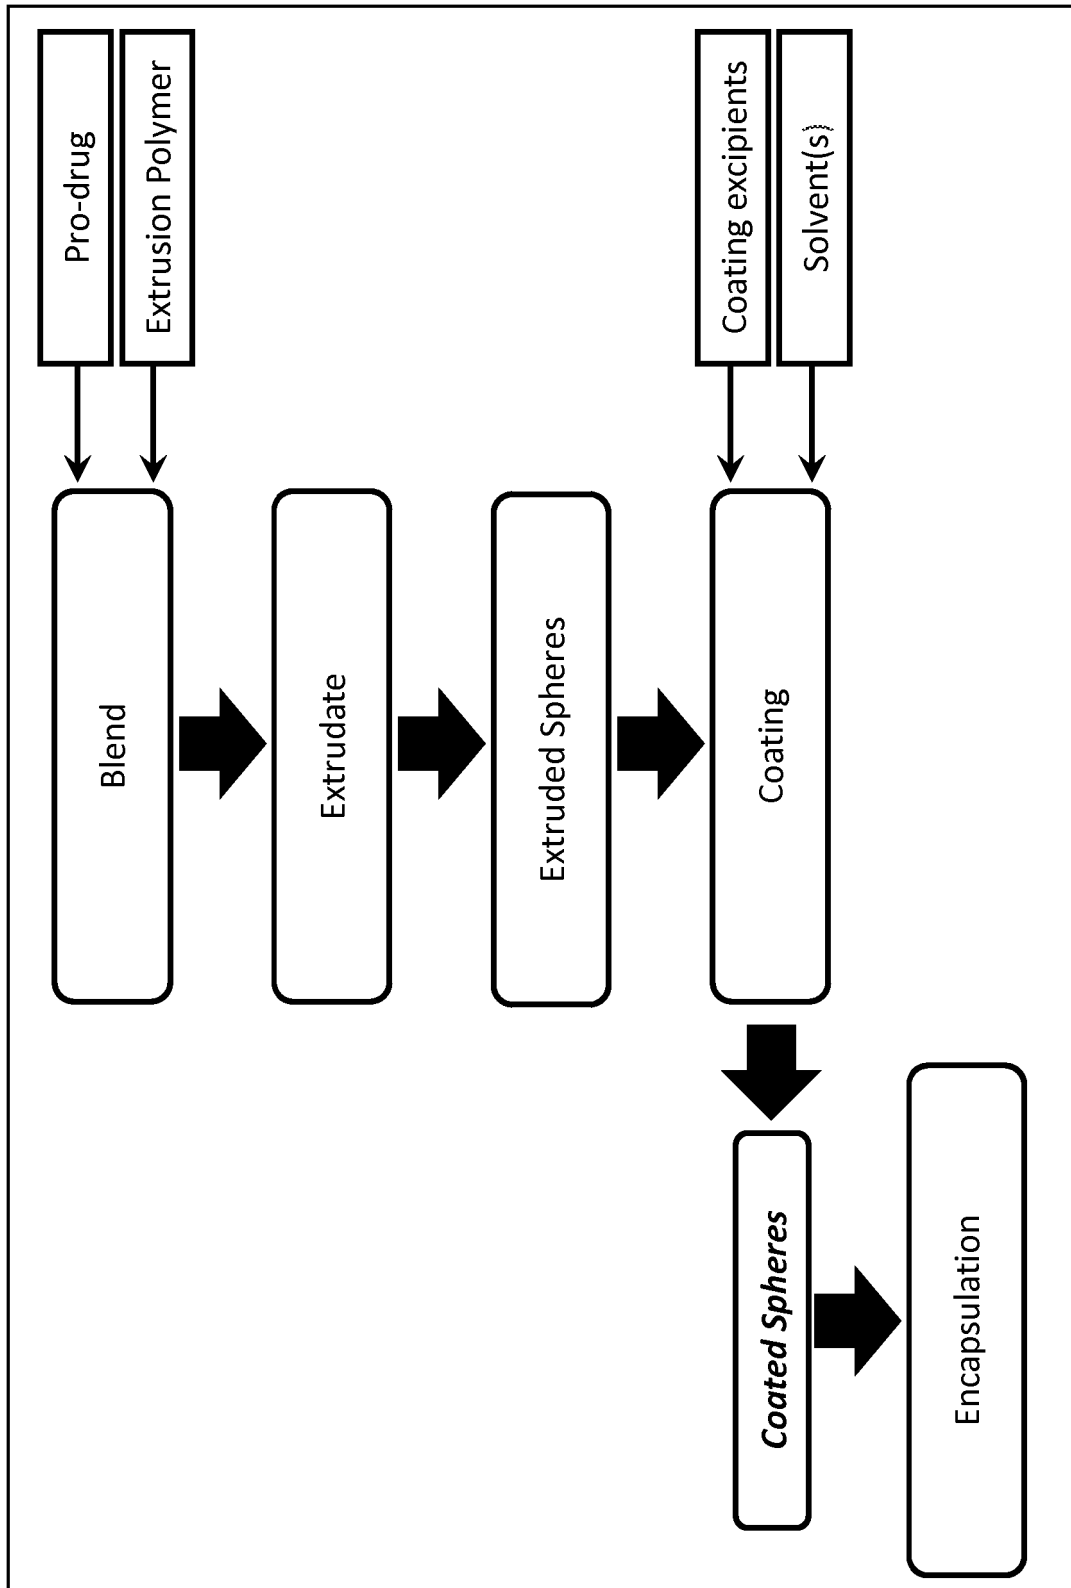 Pro-drug
Extrusion Polymer
Blend
Extrudate
Extruded Spheres
Coating excipients
Solvent(s)
Coating
Coated Spheres
Encapsulation